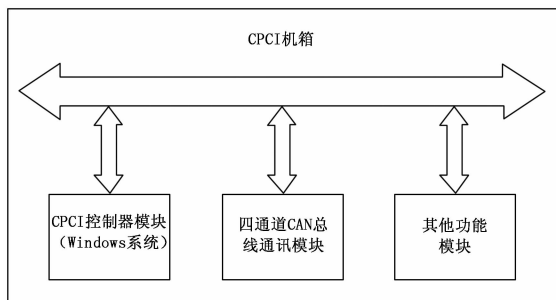 CPCI机箱
CPCI控制器模块
（Windows系统）
四通道CAN总
线通讯模块
其他功能
模块